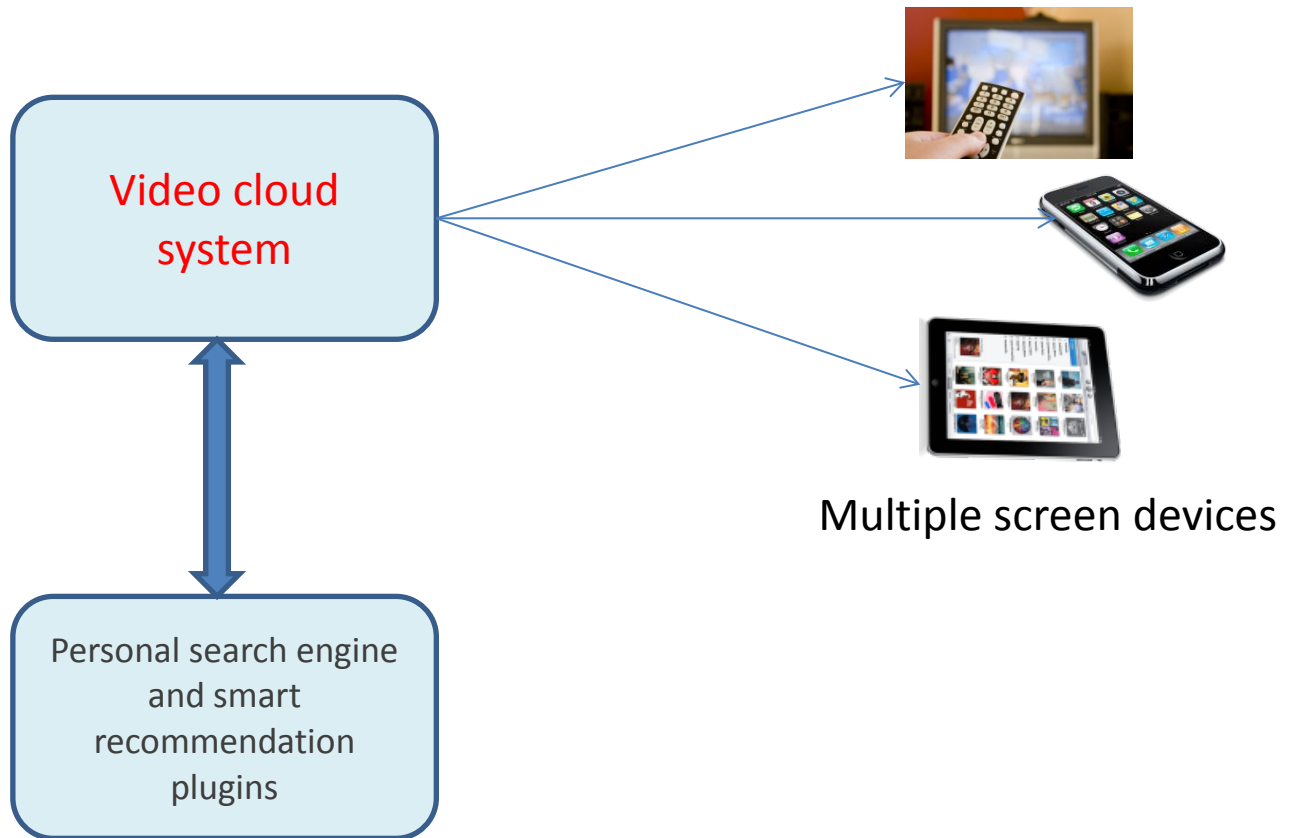 Video cloud
system
Multiple screen devices
Personal search engine
and smart
recommendation
plugins